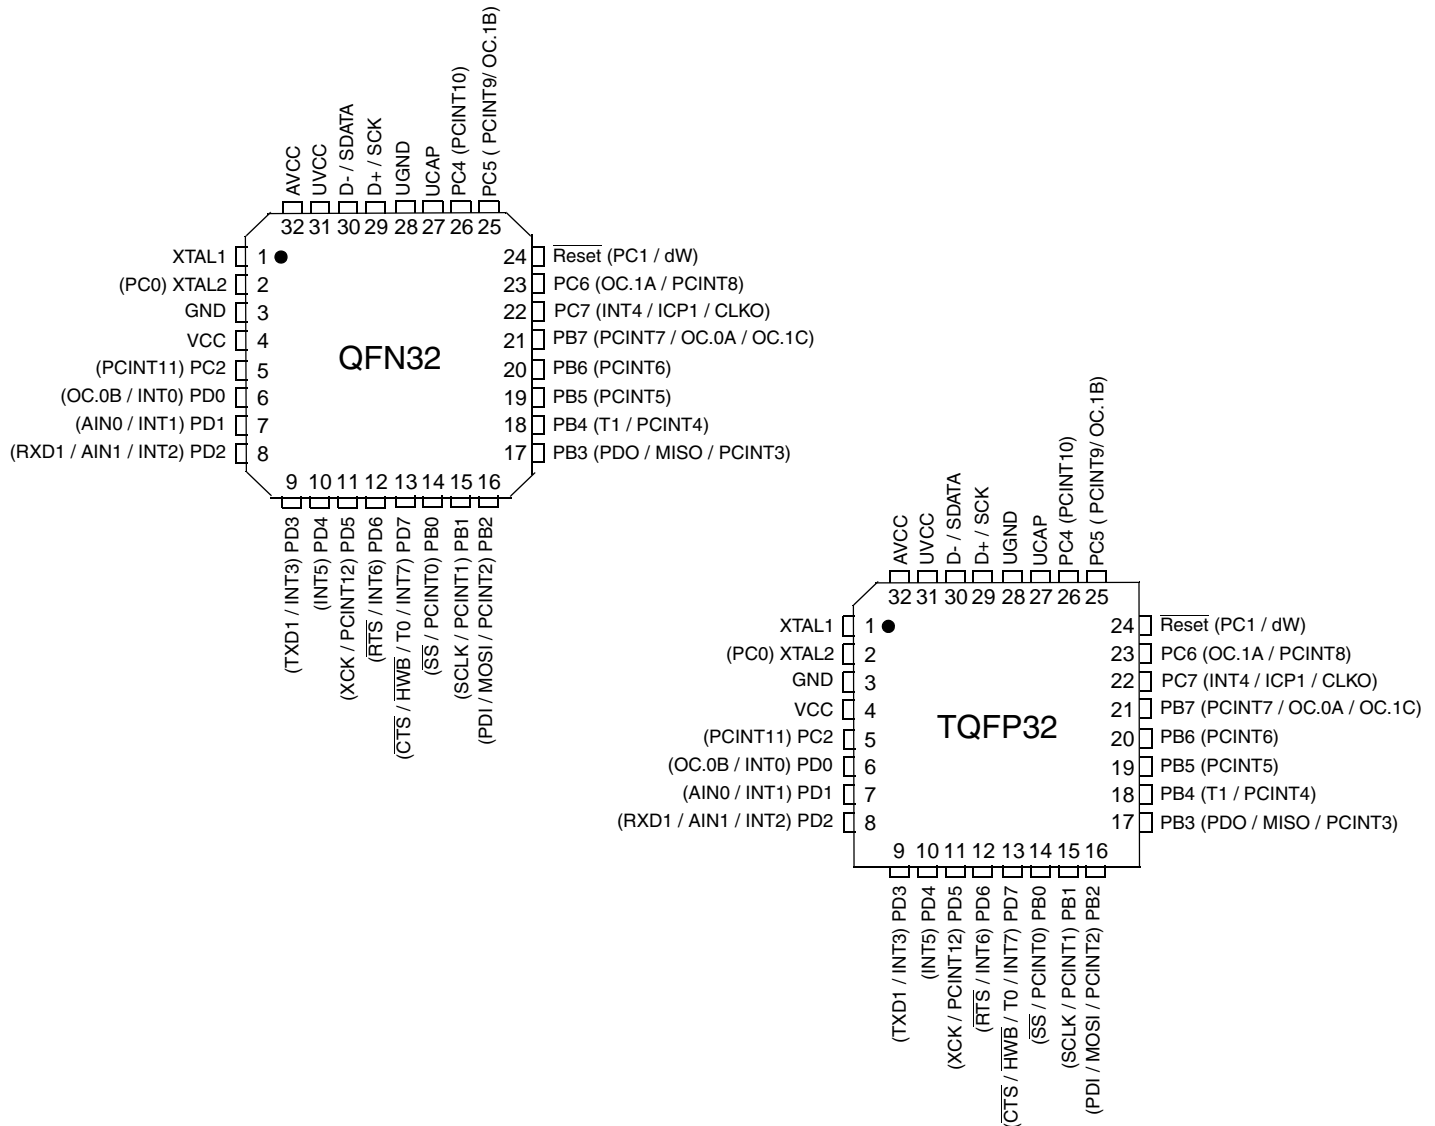 AVCC
UVCC
D- / SDATA
D+ / SCK
UGND
UCAP
PC4 (PCINT10)
PC5 ( PCINT9/ OC.1B)
32 31 30 29 28 27 26 25
XTAL1 1
(PC0) XTAL2 2
GND 3
VCC 4
(PCINT11) PC2 5
(OC.0B / INT0) PD0 6
(AIN0 / INT1) PD1 7
(RXD1 / AIN1 / INT2) PD2 8
QFN32
24 Reset (PC1 / dW)
23 PC6 (OC.1A / PCINT8)
22 PC7 (INT4 / ICP1 / CLKO)
21 PB7 (PCINT7 / OC.0A / OC.1C)
20 PB6 (PCINT6)
19 PB5 (PCINT5)
18 PB4 (T1 / PCINT4)
17 PB3 (PDO / MISO / PCINT3)
9 10 11 12 13 14 15 16
(TXD1 / INT3) PD3
(INT5) PD4
(XCK / PCINT12) PD5
(RTS / INT6) PD6
(CTS / HWB / T0 / INT7) PD7
(SS / PCINT0) PB0
(SCLK / PCINT1) PB1
(PDI / MOSI / PCINT2) PB2
AVCC
UVCC
D- / SDATA
D+ / SCK
UGND
UCAP
PC4 (PCINT10)
PC5 ( PCINT9/ OC.1B)
32 31 30 29 28 27 26 25
XTAL1 1
(PC0) XTAL2 2
GND 3
VCC 4
(PCINT11) PC2 5
(OC.0B / INT0) PD0 6
(AIN0 / INT1) PD1 7
(RXD1 / AIN1 / INT2) PD2 8
TQFP32
24 Reset (PC1 / dW)
23 PC6 (OC.1A / PCINT8)
22 PC7 (INT4 / ICP1 / CLKO)
21 PB7 (PCINT7 / OC.0A / OC.1C)
20 PB6 (PCINT6)
19 PB5 (PCINT5)
18 PB4 (T1 / PCINT4)
17 PB3 (PDO / MISO / PCINT3)
9 10 11 12 13 14 15 16
(TXD1 / INT3) PD3
(INT5) PD4
(XCK / PCINT12) PD5
(RTS / INT6) PD6
(CTS / HWB / T0 / INT7) PD7
(SS / PCINT0) PB0
(SCLK / PCINT1) PB1
(PDI / MOSI / PCINT2) PB2